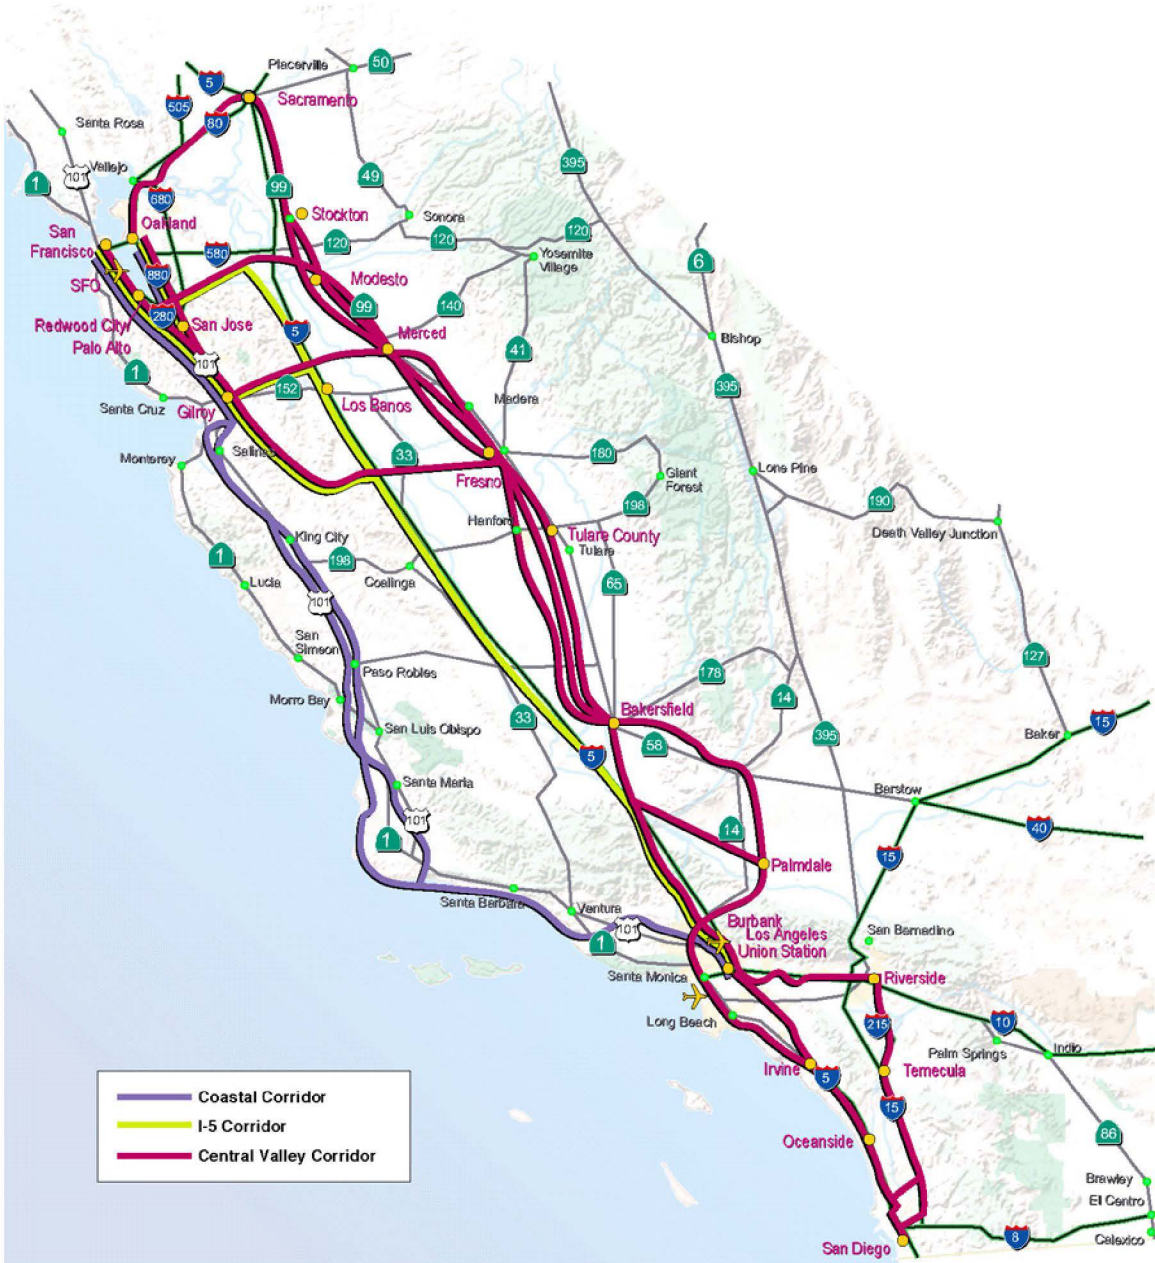 Placerville
50
5
Sacramento
505
80
Santa Rosa
395
Vallejo
101
1
49
680
99
Stockton
Sonora
Oakland
San
Francisco
120
120
120
580
Yosemite
Village
6
SFO
880
Modesto
140
99
Redwood City
280
San Jose
Palo Alto
5
Merced
Bishop
41
101
1
395
152
Santa Cruz
Gilroy
Los Banos
Madera
Salinas
33
180
Monterey
Fresno
Giant
Forest
Lone Pine
190
198
Hanford
Tulare County
Death Valley Junction
King City
Tulare
1
198
Coalinga
65
Lucia
101
San
Simeon
127
Paso Robles
178
14
Morro Bay
Bakersfield
33
15
San Luis Obispo
58
395
Baker
5
Santa Maria
Barstow
101
14
40
1
15
Palmdale
Santa Barbara
Ventura
Burbank
101
Los Angeles
Union Station
San Bernadino
1
Santa Monica
Riverside
Long Beach
215
10
Palm Springs
Indio
Irvine
5
Temecula
15
86
Oceanside
Brawley
El Centro
San Diego
8
Calexico
Coastal Corridor
I-5 Corridor
Central Valley Corridor